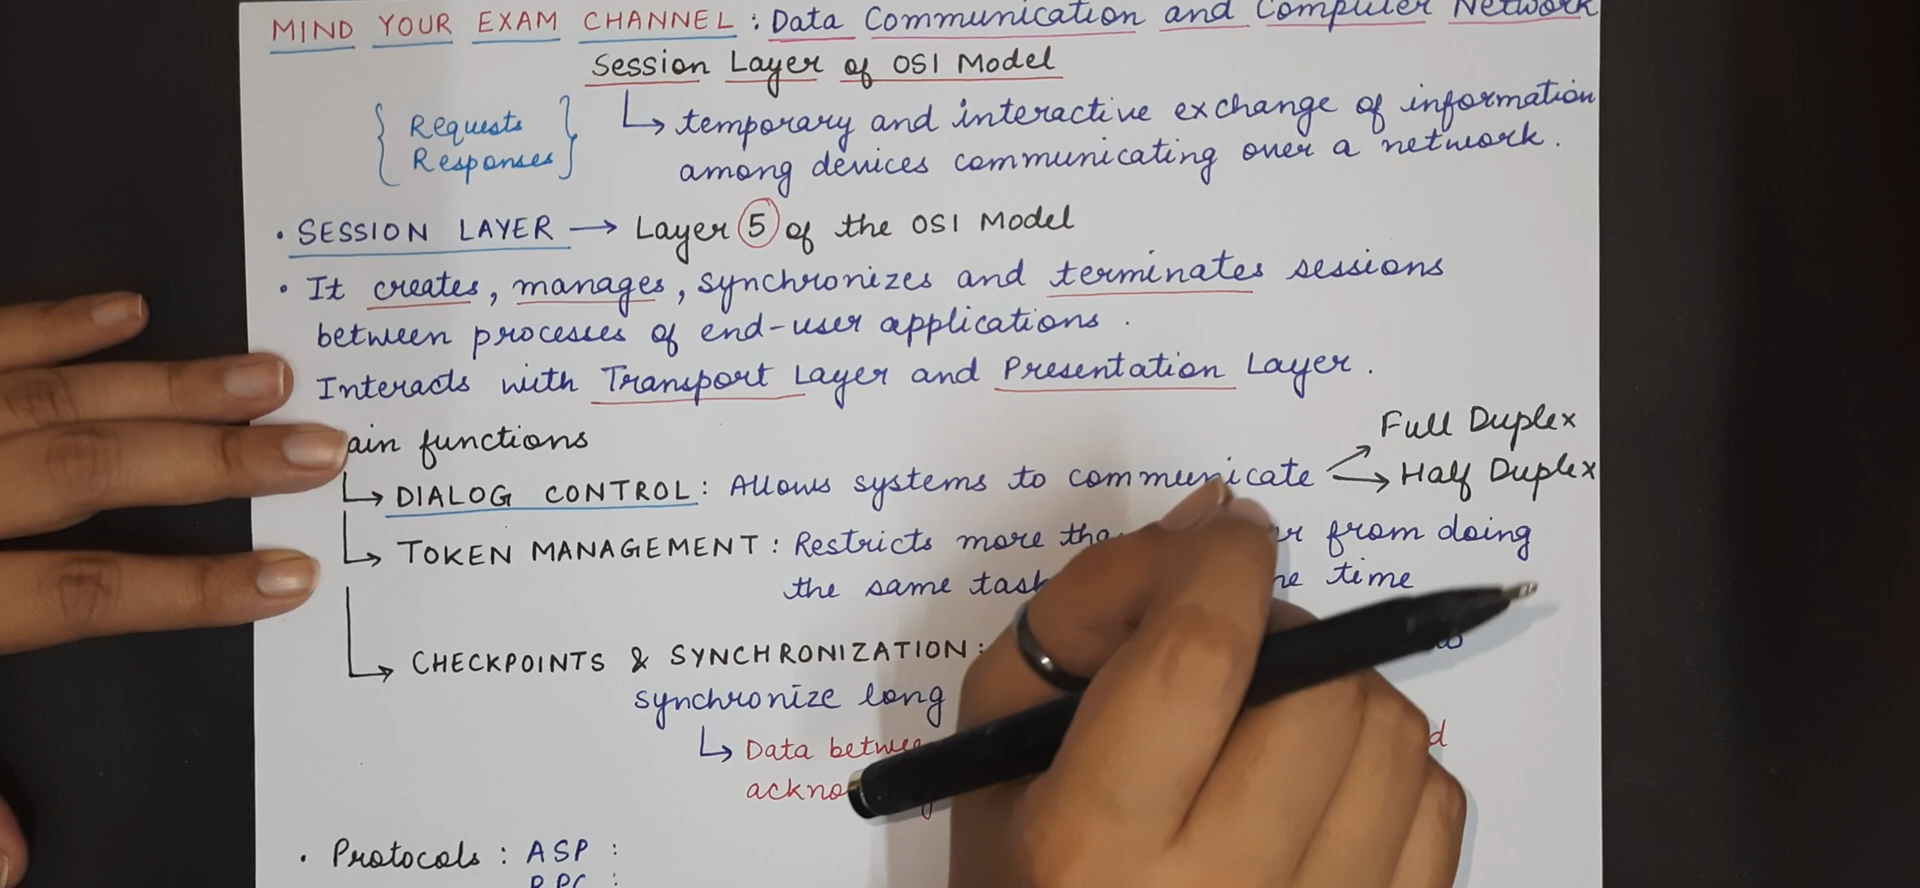 MIND YOUR EXAM CHANNEL : Data Communication and Computer Network
Session Layer of OSI Model
Requests
Responses
temporary and interactive exchange of information
among devices communicating over a network.
• SESSION LAYER → Layer 5 of the OSI Model
• It creates, manages, synchronizes and terminates sessions
between processes of end-user applications.
Interacts with Transport Layer and Presentation Layer.
ain functions
Full Duplex
DIALOG CONTROL : Allows systems to communicate
Half Duplex
TOKEN MANAGEMENT : Restricts more from doing
the same time
CHECKPOINTS & SYNCHRONIZATION :
synchronize long
Data
• Protocols : ASP :
RPC :